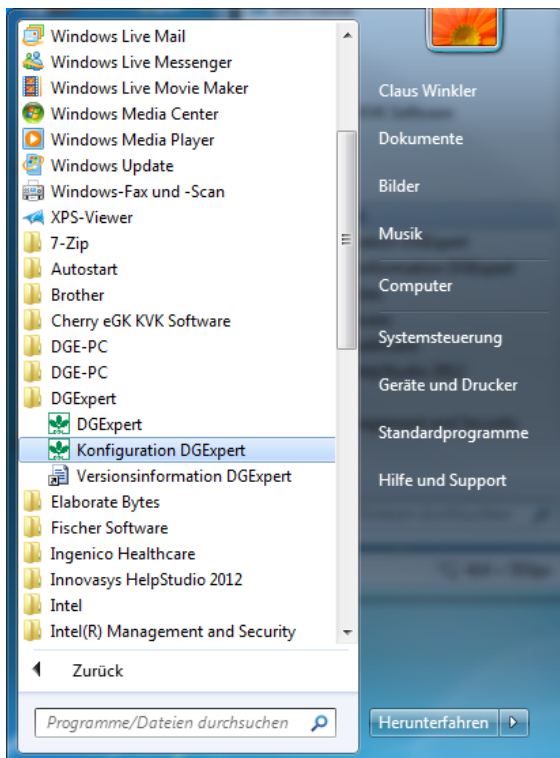 Windows Live Mail
Windows Live Messenger
Windows Live Movie Maker
Windows Media Center
Windows Media Player
Windows Update
Windows-Fax und -Scan
XPS-Viewer
7-Zip
Autostart
Brother
Cherry eGK KVK Software
DGE-PC
DGE-PC
DGExpert
DGExpert
Konfiguration DGExpert
Versionsinformation DGExpert
Elaborate Bytes
Fischer Software
Ingenico Healthcare
Innovasys HelpStudio 2012
Intel
Intel(R) Management and Security
Zurück
Programme/Dateien durchsuchen
Claus Winkler
Dokumente
Bilder
Musik
Computer
Systemsteuerung
Geräte und Drucker
Standardprogramme
Hilfe und Support
Herunterfahren